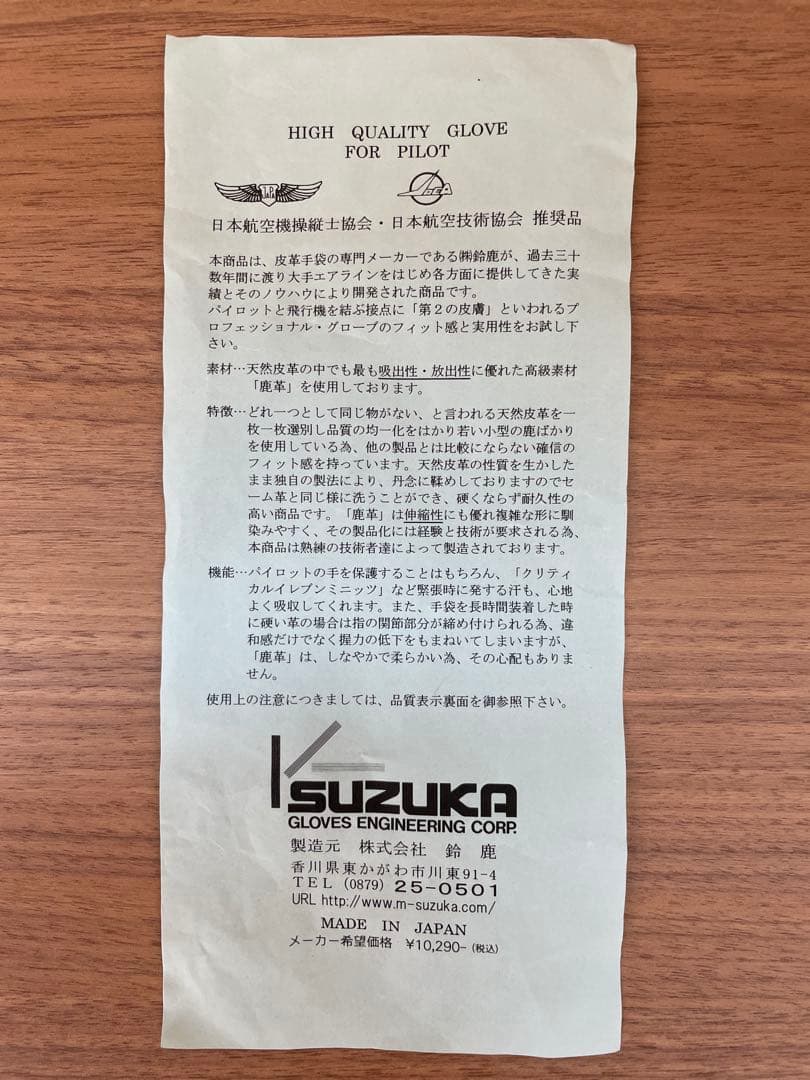 HIGH QUALITY GLOVE
FOR PILOT
日本航空機操縦士協会・日本航空技術協会 推奨品
本商品は、皮革手袋の専門メーカーである㈱鈴鹿が、過去三十
数年間に渡り大手エアラインをはじめ各方面に提供してきた実
績とそのノウハウにより開発された商品です。
パイロットと飛行機を結ぶ接点に「第2の皮膚」といわれるプ
ロフェッショナル・グローブのフィット感と実用性をお試し下
さい。
素材…天然皮革の中でも最も吸出性・放出性に優れた高級素材
「鹿革」を使用しております。
特徴…どれ一つとして同じ物がない、と言われる天然皮革を一
枚一枚選別し品質の均一化をはかり若い小型の鹿ばかり
を使用している為、他の製品とは比較にならない確信の
フィット感を持っています。天然皮革の性質を生かした
まま独自の製法により、丹念に鞣めしておりますのでセ
ーム革と同じ様に洗うことができ、硬くならず耐久性の
高い商品です。「鹿革」は伸縮性にも優れ複雑な形に馴
染みやすく、その製品化には経験と技術が要求される為、
本商品は熟練の技術者達によって製造されております。
機能…パイロットの手を保護することはもちろん、「クリティ
カルイレブンミニッツ」など緊張時に発する汗も、心地
よく吸収してくれます。また、手袋を長時間装着した時
に硬い革の場合は指の関節部分が締め付けられる為、違
和感だけでなく握力の低下をもまねいてしまいますが、
「鹿革」は、しなやかで柔らかい為、その心配もありま
せん。
使用上の注意につきましては、品質表示裏面を御参照下さい。
SUZUKA
GLOVES ENGINEERING CORP.
製造元 株式会社 鈴鹿
香川県東かがわ市川東91-4
TEL (0879) 25-0501
URL http://www.m-suzuka.com/
MADE IN JAPAN
メーカー希望価格 ¥10,290-(税込)